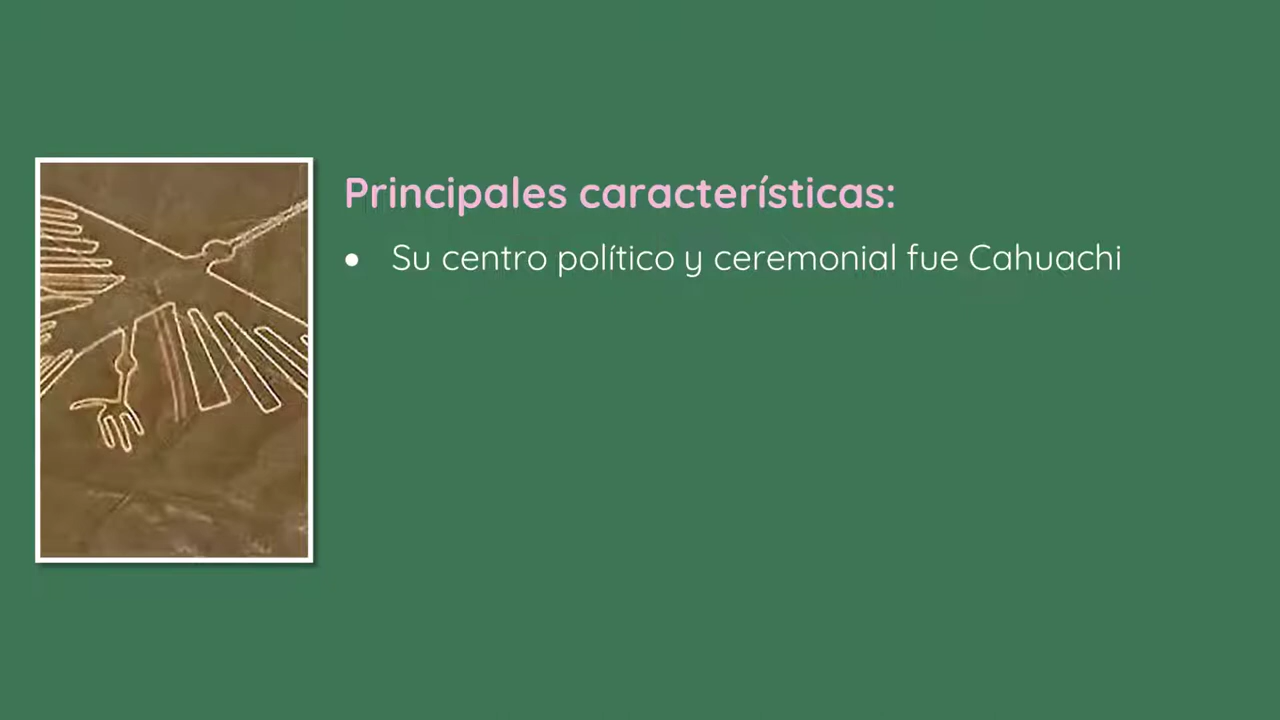 Principales características:
• Su centro político y ceremonial fue Cahuachi